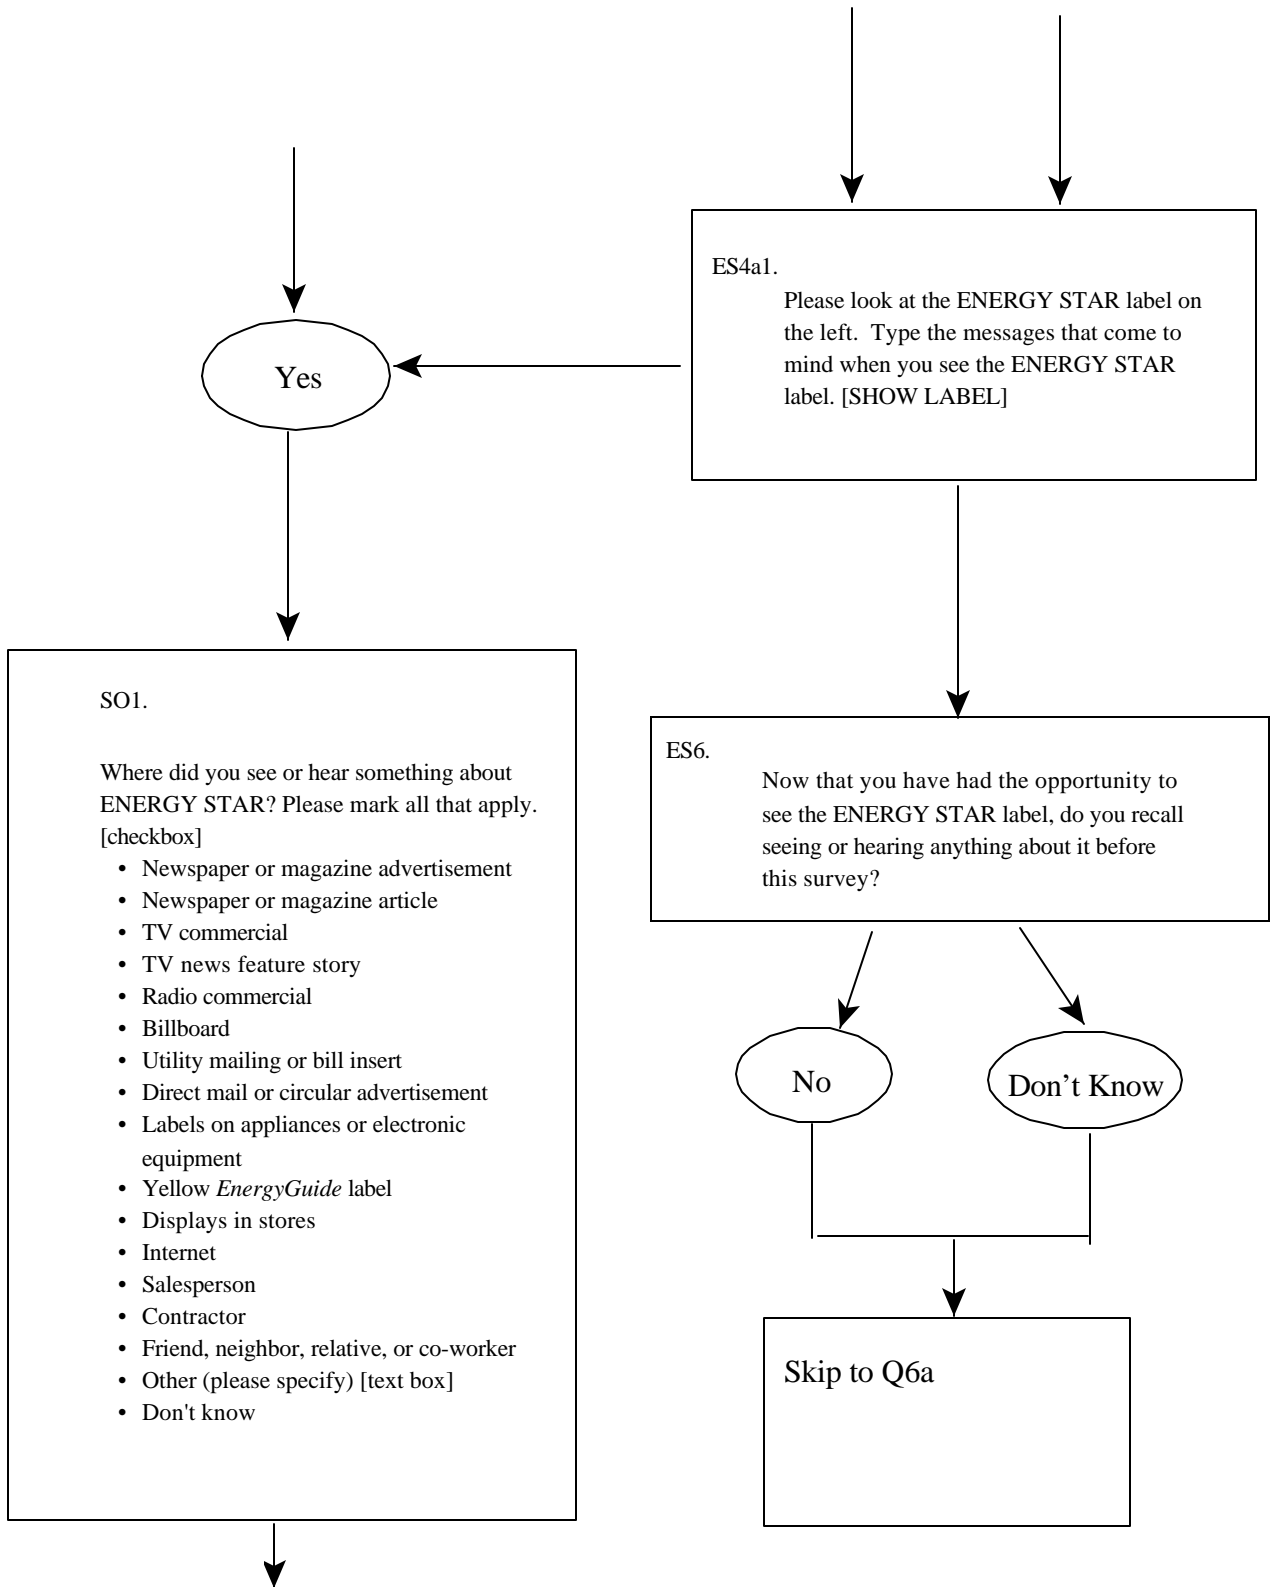 ES4a1.
Please look at the ENERGY STAR label on
the left.  Type the messages that come to
mind when you see the ENERGY STAR
label. [SHOW LABEL]
Yes
SO1.
Where did you see or hear something about
ENERGY STAR? Please mark all that apply.
[checkbox]
• Newspaper or magazine advertisement
• Newspaper or magazine article
• TV commercial
• TV news feature story
• Radio commercial
• Billboard
• Utility mailing or bill insert
• Direct mail or circular advertisement
• Labels on appliances or electronic
equipment
• Yellow EnergyGuide label
• Displays in stores
• Internet
• Salesperson
• Contractor
• Friend, neighbor, relative, or co-worker
• Other (please specify) [text box]
• Don't know
ES6.
Now that you have had the opportunity to
see the ENERGY STAR label, do you recall
seeing or hearing anything about it before
this survey?
No
Don’t Know
Skip to Q6a